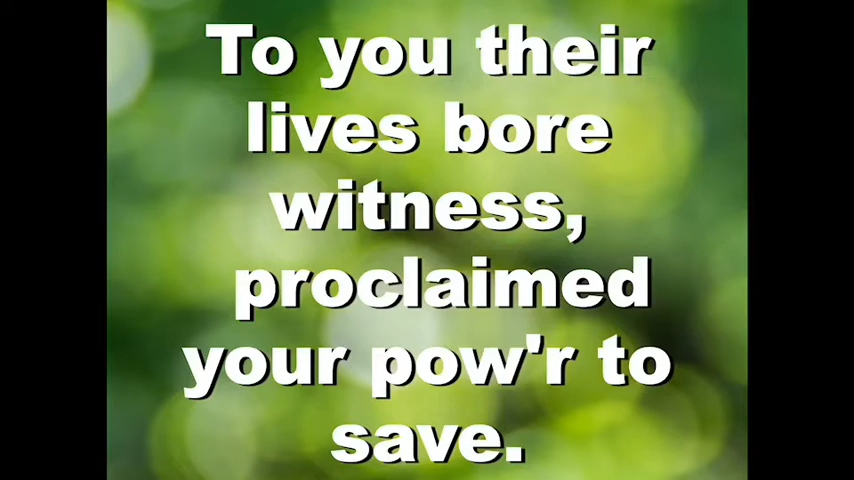 To you their
lives bore
witness,
proclaimed
your pow'r to
save.